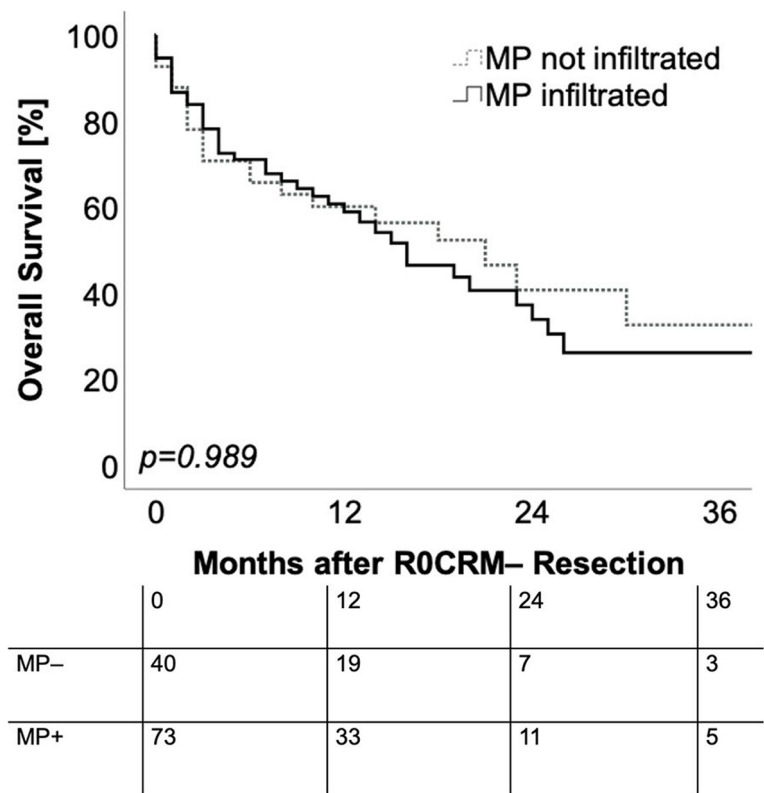 Overall Survival [%]
100
80
60
40
20
0
MP not infiltrated
MP infiltrated
p=0.989
0 12 24 36
Months after R0CRM– Resection
0 12 24 36
MP– 40 19 7 3
MP+ 73 33 11 5